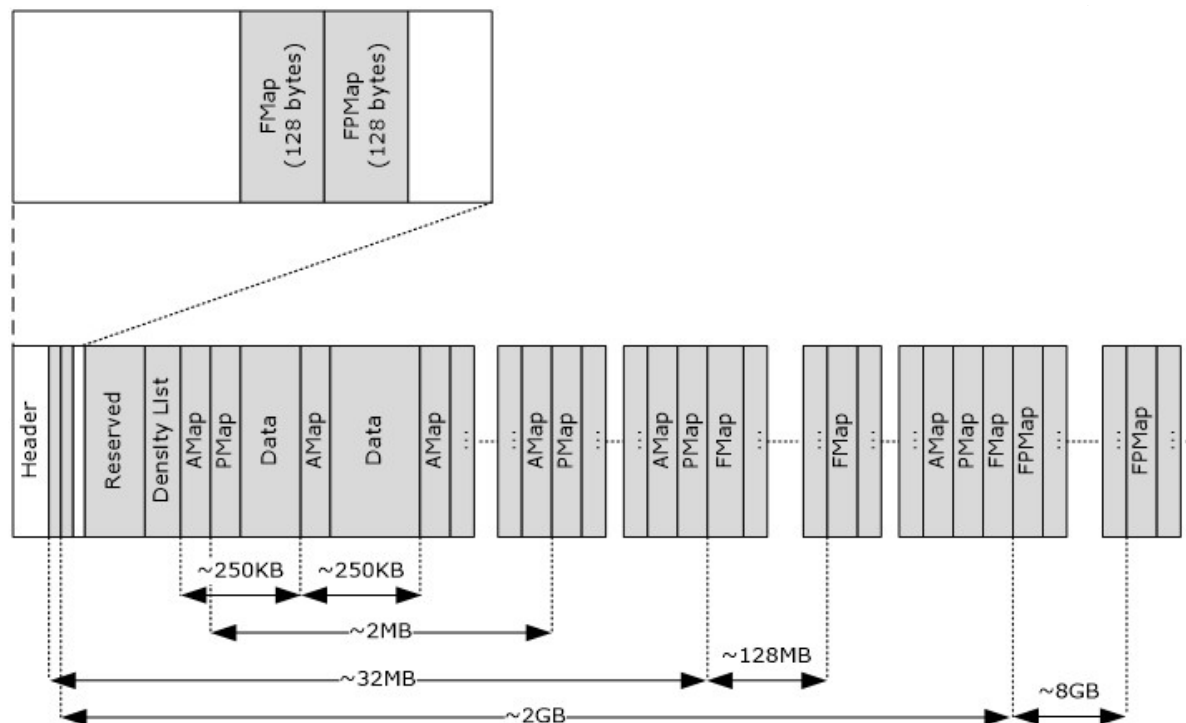 FMap
(128 bytes)
FPMap
(128 bytes)
Header
Reserved
Density List
AMap
PMap
Data
AMap
Data
AMap
...
...
AMap
PMap
...
...
AMap
PMap
FMap
...
...
FMap
...
...
AMap
PMap
FMap
FPMap
...
...
FPMap
...
~250KB
~250KB
~2MB
~128MB
~32MB
~8GB
~2GB